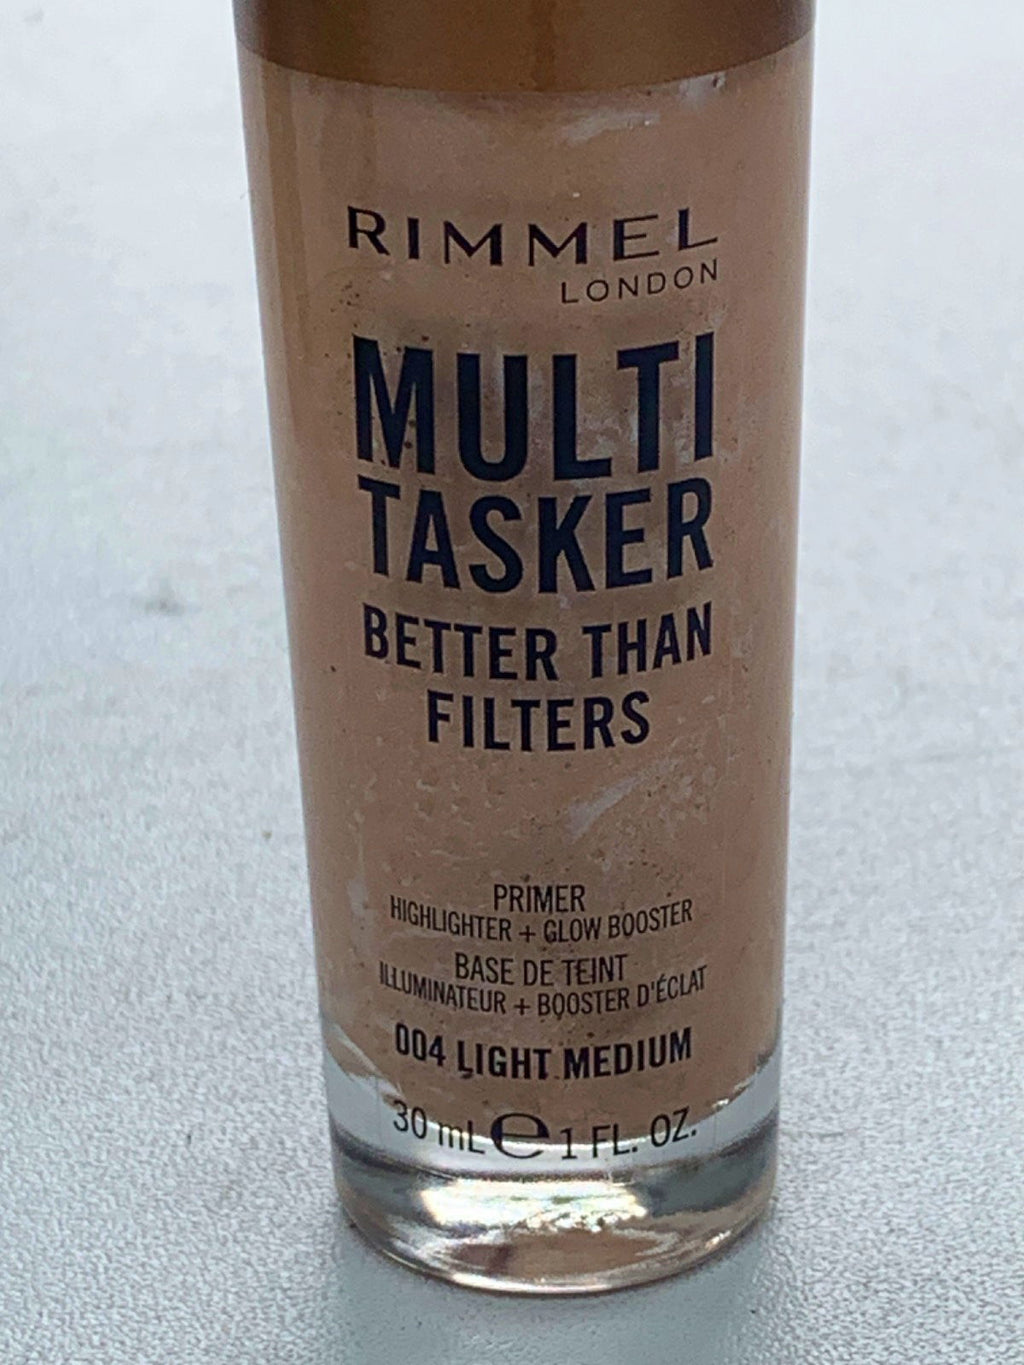 RIMMEL
LONDON
MULTI
TASKER
BETTER THAN
FILTERS
PRIMER
HIGHLIGHTER + GLOW BOOSTER
BASE DE TEINT
ILLUMINATEUR + BOOSTER D'ÉCLAT
004 LIGHT MEDIUM
30 mL ℮ 1 FL. OZ.